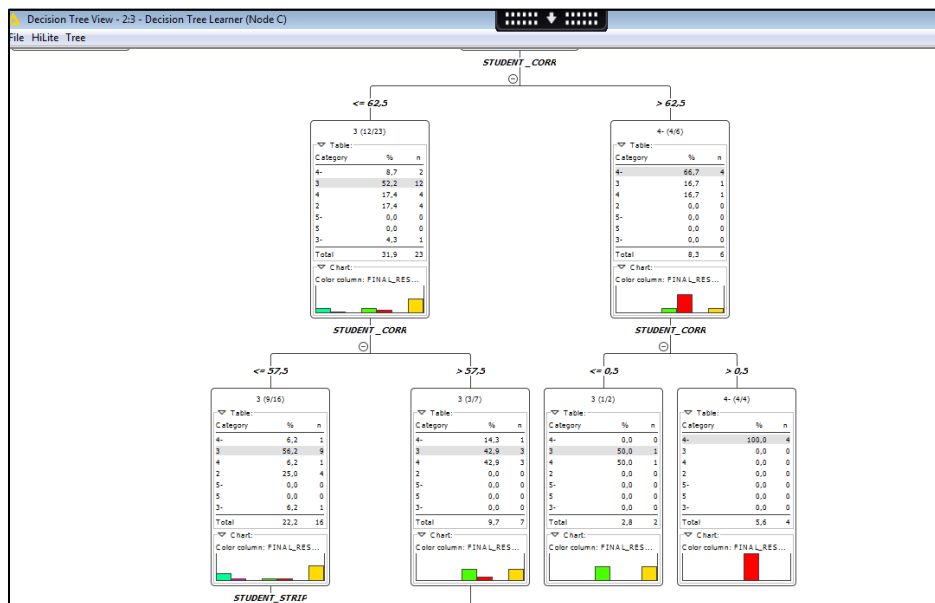 Decision Tree View - 2:3 - Decision Tree Learner (Node C)
File HiLite Tree
STUDENT_CORR
<= 62,5
> 62,5
3 (12/23)
Table:
Category % n
4- 8,7 2
3 52,2 12
4 17,4 4
2 17,4 4
5- 0,0 0
5 0,0 0
3- 4,3 1
Total 31,9 23
Chart:
Color column: FINAL_RES...
4- (4/6)
Table:
Category % n
4- 66,7 4
3 16,7 1
4 16,7 1
2 0,0 0
5- 0,0 0
5 0,0 0
3- 0,0 0
Total 8,3 6
Chart:
Color column: FINAL_RES...
STUDENT_CORR
STUDENT_CORR
<= 57,5
> 57,5
<= 0,5
> 0,5
3 (9/16)
Table:
Category % n
4- 6,2 1
3 56,2 9
4 6,2 1
2 25,0 4
5- 0,0 0
5 0,0 0
3- 6,2 1
Total 22,2 16
Chart:
Color column: FINAL_RES...
3 (3/7)
Table:
Category % n
4- 14,3 1
3 42,9 3
4 42,9 3
2 0,0 0
5- 0,0 0
5 0,0 0
3- 0,0 0
Total 9,7 7
Chart:
Color column: FINAL_RES...
3 (1/2)
Table:
Category % n
4- 0,0 0
3 50,0 1
4 50,0 1
2 0,0 0
5- 0,0 0
5 0,0 0
3- 0,0 0
Total 2,8 2
Chart:
Color column: FINAL_RES...
4- (4/4)
Table:
Category % n
4- 100,0 4
3 0,0 0
4 0,0 0
2 0,0 0
5- 0,0 0
5 0,0 0
3- 0,0 0
Total 5,6 4
Chart:
Color column: FINAL_RES...
STUDENT_STRIP